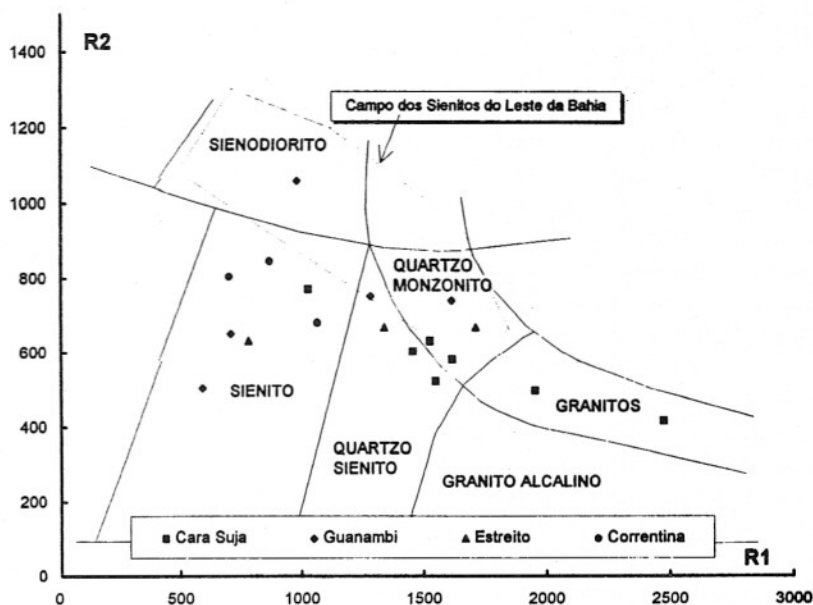 R2
1400
1200
1000
800
600
400
200
0
Campo dos Sienitos do Leste da Bahia
SIENODIORITO
QUARTZO
MONZONITO
SIENITO
GRANITOS
QUARTZO
SIENITO
GRANITO ALCALINO
Cara Suja Guanambi Estreito Correntina
R1
0 500 1000 1500 2000 2500 3000